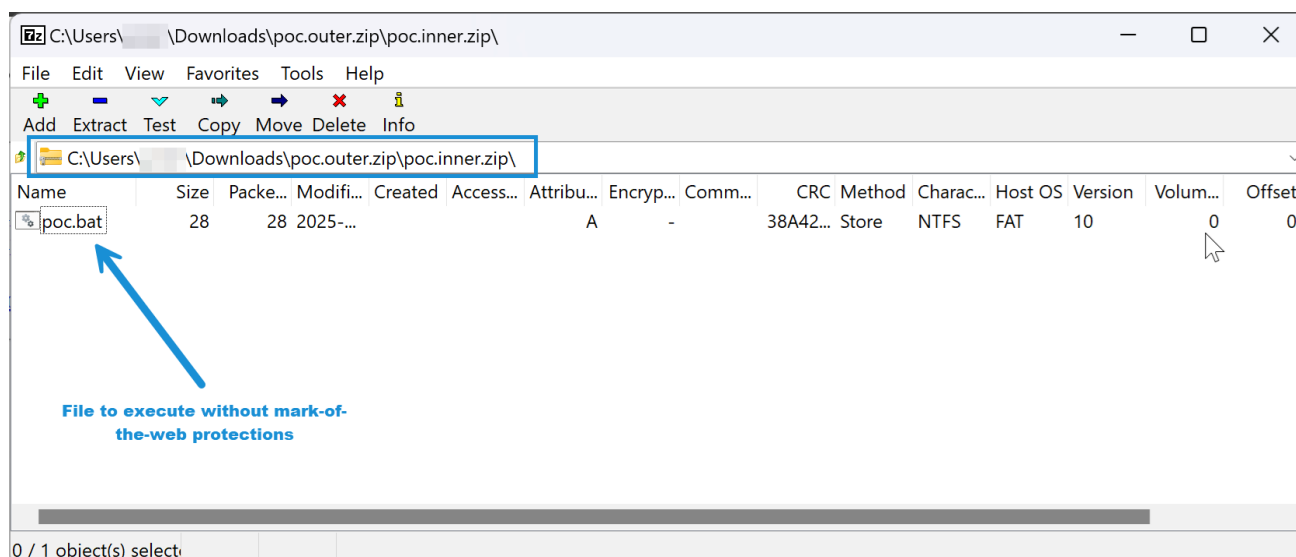 7z C:\Users\ \Downloads\poc.outer.zip\poc.inner.zip\
File Edit View Favorites Tools Help
Add Extract Test Copy Move Delete Info
C:\Users\ \Downloads\poc.outer.zip\poc.inner.zip\
Name Size Packe... Modifi... Created Access... Attribu... Encryp... Comm... CRC Method Charac... Host OS Version Volum... Offset
poc.bat 28 28 2025-... A - 38A42... Store NTFS FAT 10 0 0
File to execute without mark-of-
the-web protections
0 / 1 object(s) selecte